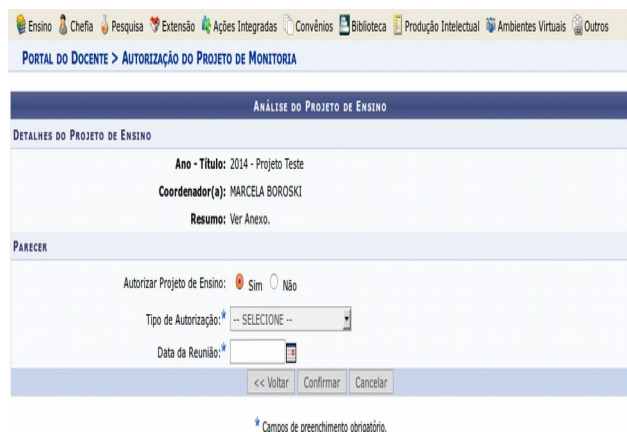 Ensino Chefia Pesquisa Extensão Ações Integradas Convênios Biblioteca Produção Intelectual Ambientes Virtuais Outros
PORTAL DO DOCENTE > AUTORIZAÇÃO DO PROJETO DE MONITORIA
ANÁLISE DO PROJETO DE ENSINO
DETALHES DO PROJETO DE ENSINO
Ano - Título: 2014 - Projeto Teste
Coordenador(a): MARCELA BOROSKI
Resumo: Ver Anexo.
PARECER
Autorizar Projeto de Ensino: Sim Não
Tipo de Autorização:* -- SELECIONE --
Data da Reunião:*
<< Voltar Confirmar Cancelar
* Campos de preenchimento obrigatório.